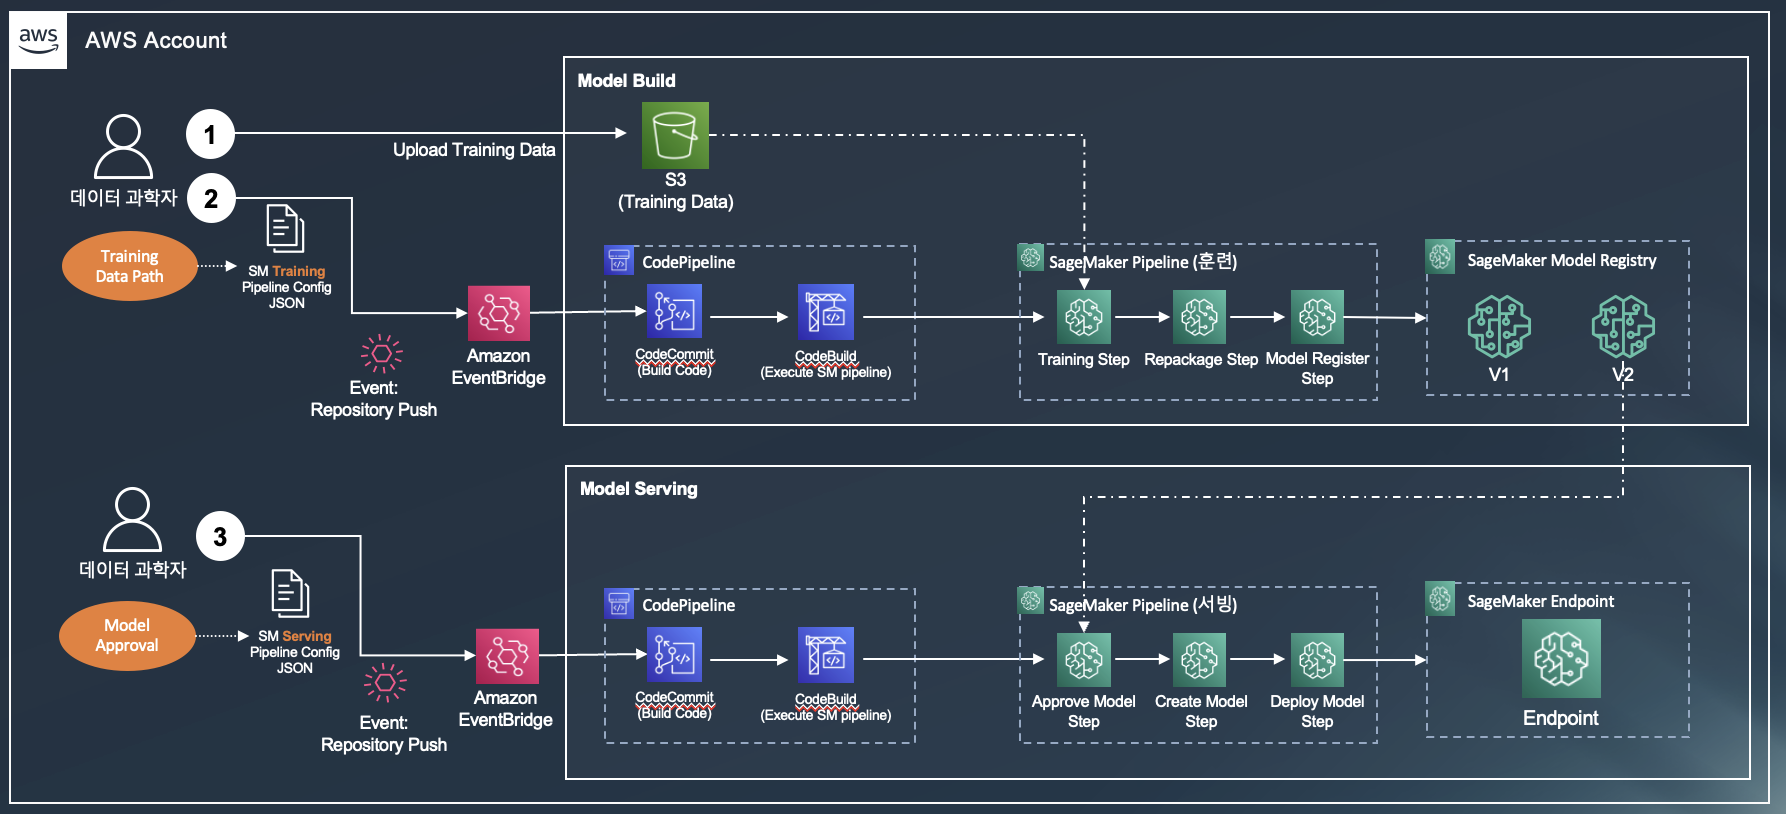 aws
AWS Account
Model Build
1
Upload Training Data
데이터 과학자
2
S3
(Training Data)
Training
Data Path
SM Training
Pipeline Config
JSON
Amazon
EventBridge
Event:
Repository Push
CodePipeline
CodeCommit
(Build Code)
CodeBuild
(Execute SM pipeline)
SageMaker Pipeline (훈련)
Training Step
Repackage Step
Model Register
Step
SageMaker Model Registry
V1
V2
Model Serving
데이터 과학자
3
Model
Approval
SM Serving
Pipeline Config
JSON
Amazon
EventBridge
Event:
Repository Push
CodePipeline
CodeCommit
(Build Code)
CodeBuild
(Execute SM pipeline)
SageMaker Pipeline (서빙)
Approve Model
Step
Create Model
Step
Deploy Model
Step
SageMaker Endpoint
Endpoint